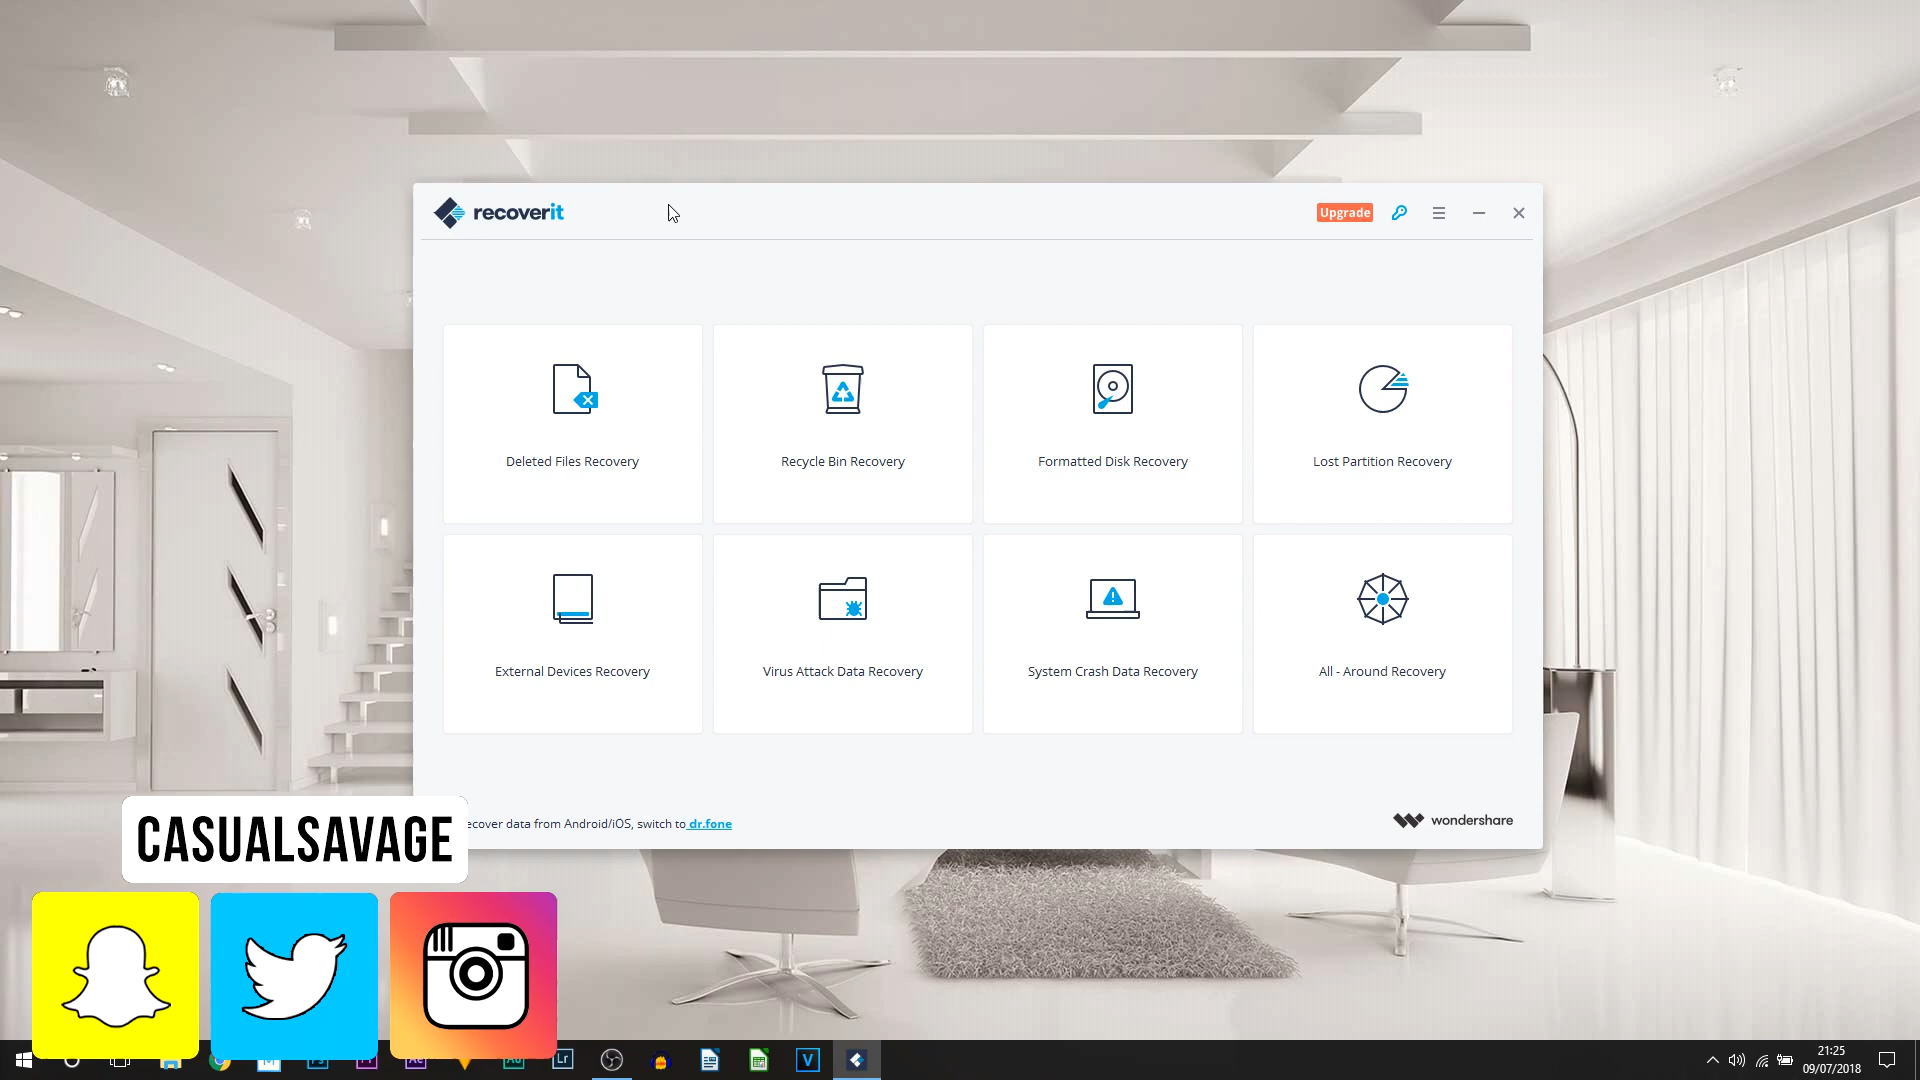 recoverit
Upgrade
Deleted Files Recovery
Recycle Bin Recovery
Formatted Disk Recovery
Lost Partition Recovery
External Devices Recovery
Virus Attack Data Recovery
System Crash Data Recovery
All - Around Recovery
ecover data from Android/iOS, switch to dr.fone
wondershare
CASUALSAVAGE
Lr
V
21:25
09/07/2018